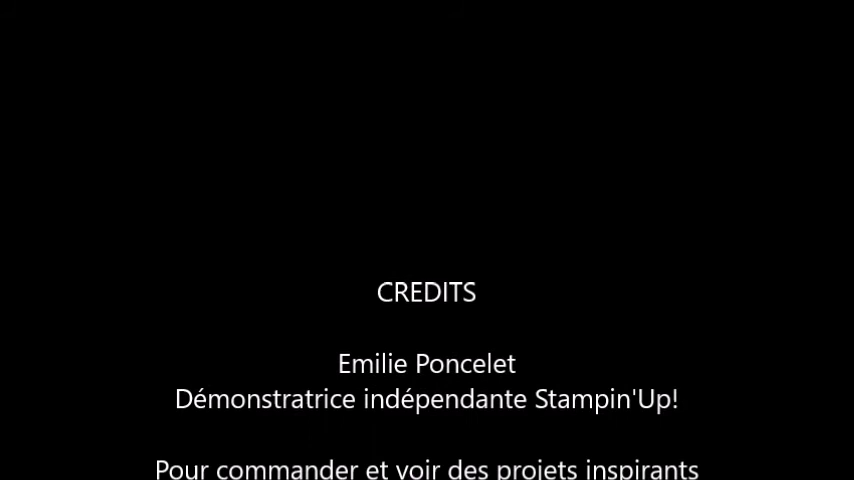 CREDITS
Emilie Poncelet
Démonstratrice indépendante Stampin'Up!
Pour commander et voir des projets inspirants